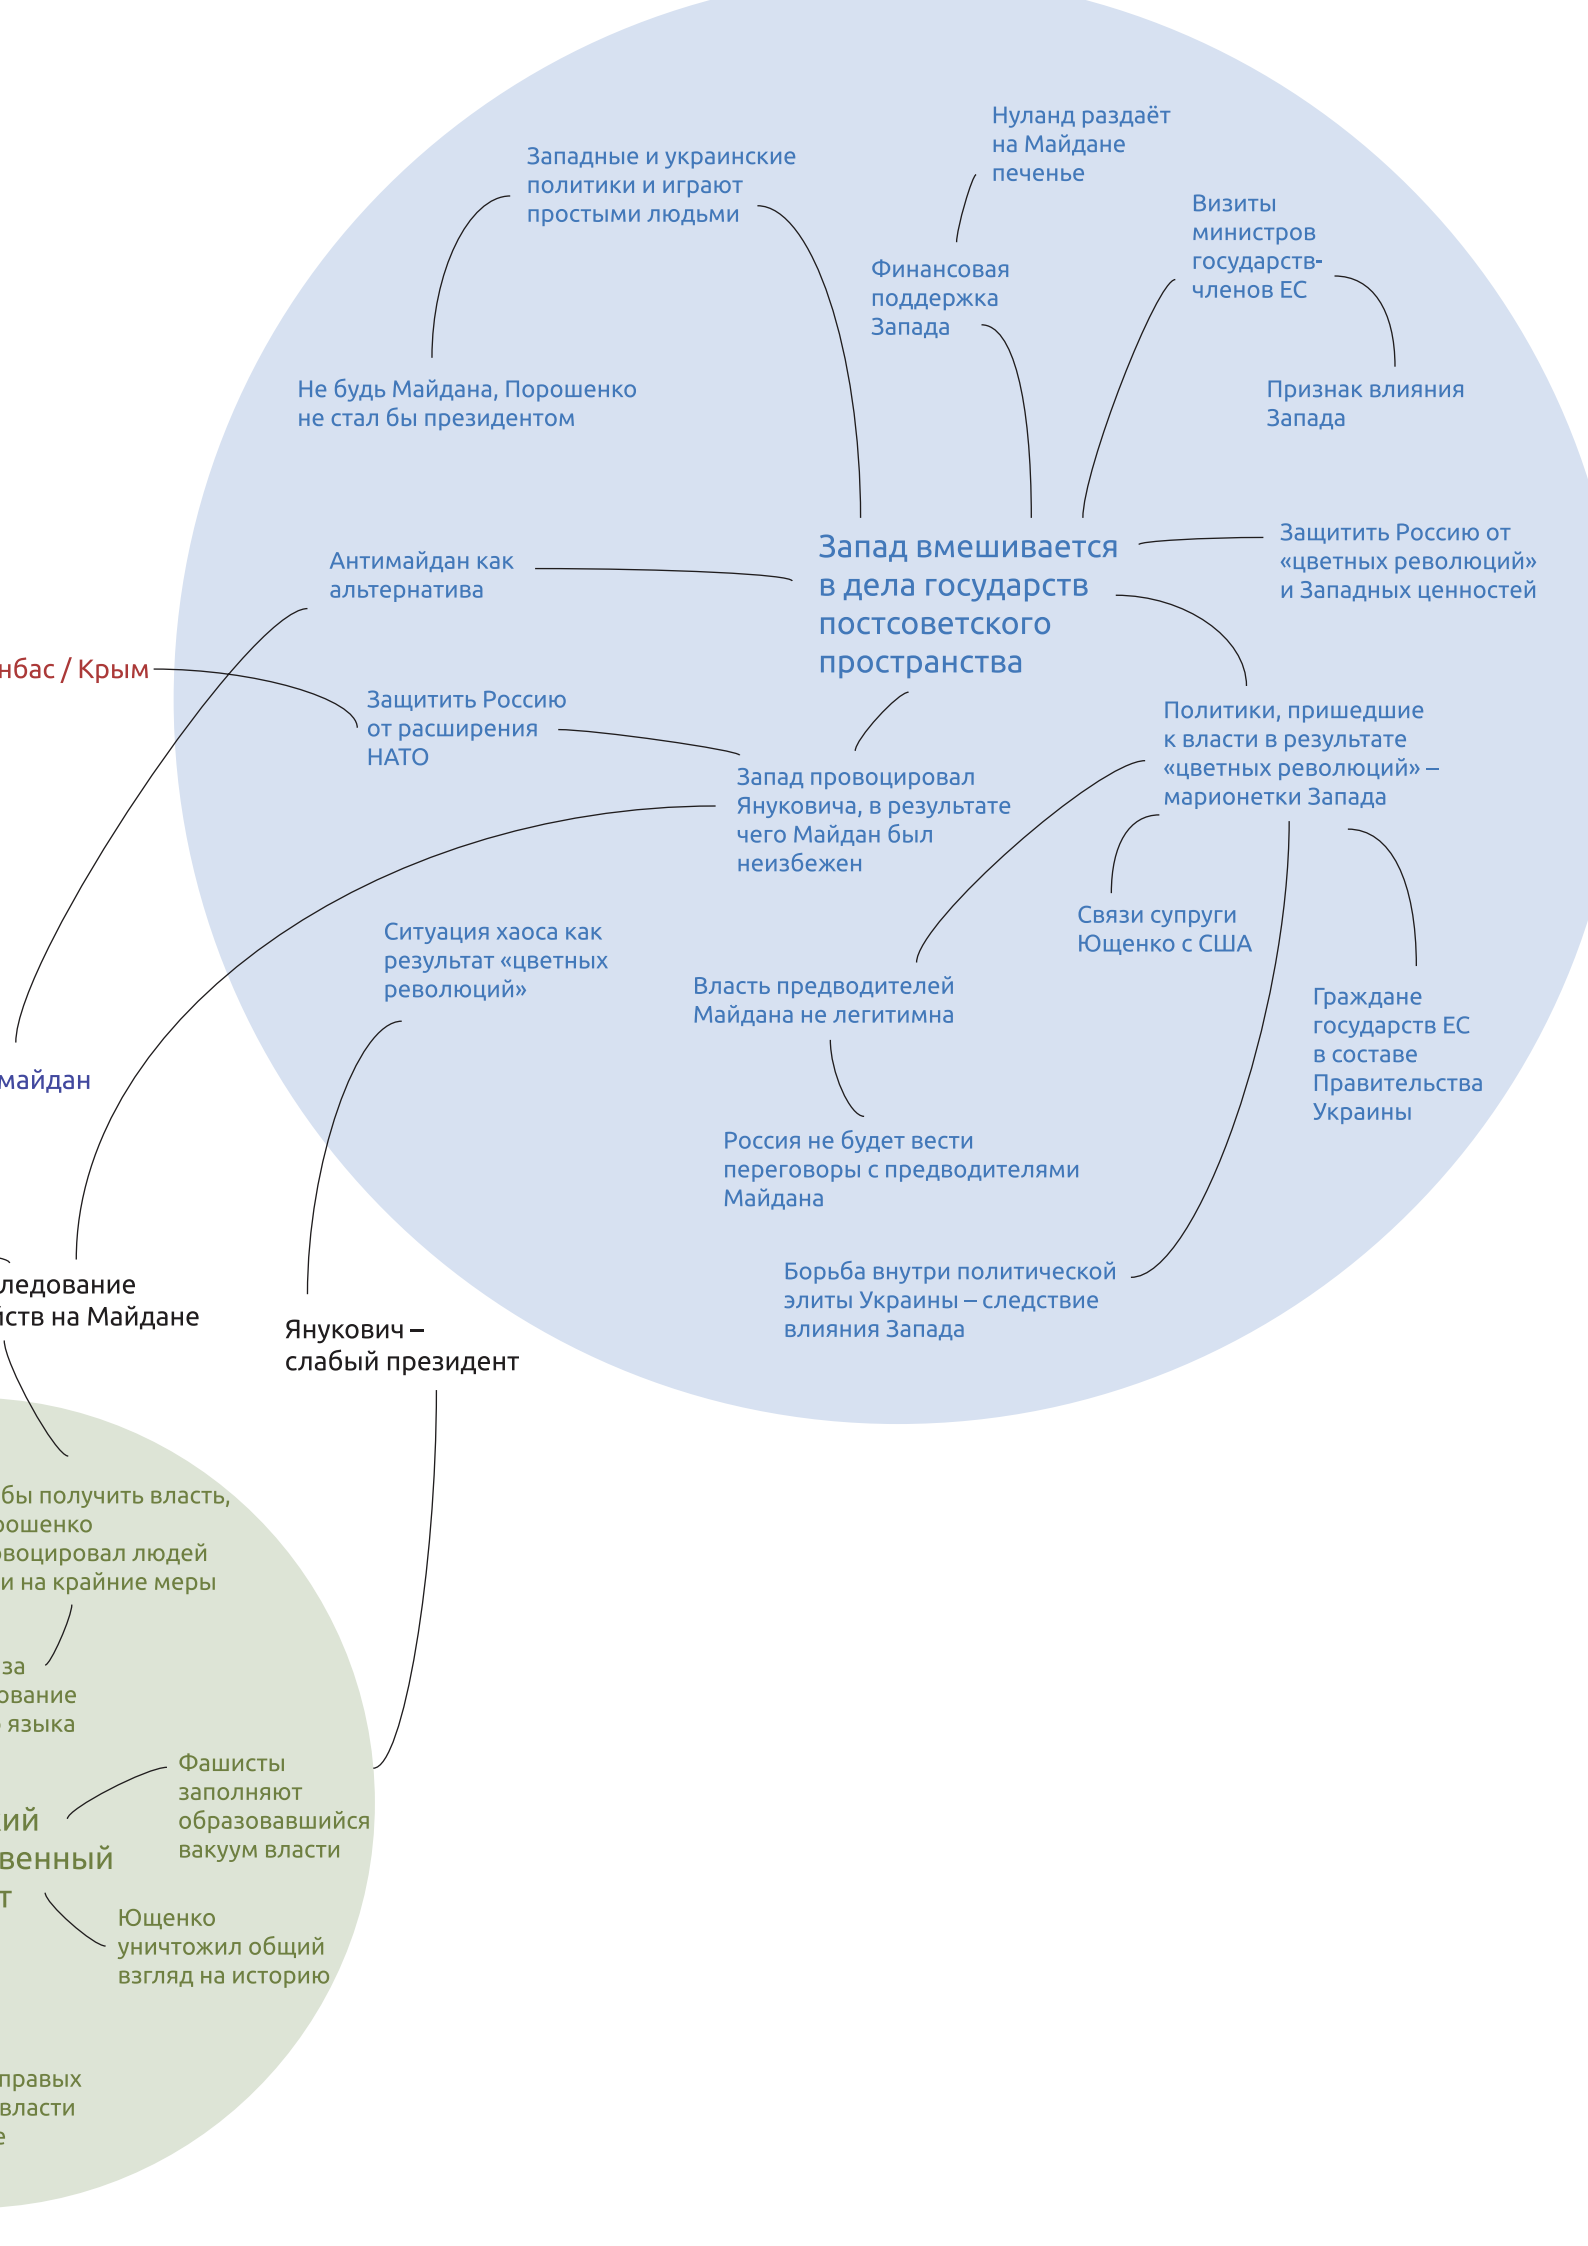 Нуланд раздаёт
на Майдане
печенье
Западные и украинские
политики и играют
простыми людьми
Визиты
министров
государств-
членов ЕС
Финансовая
поддержка
Запада
Не будь Майдана, Порошенко
не стал бы президентом
Признак влияния
Запада
Запад вмешивается
в дела государств
постсоветского
пространства
Защитить Россию от
«цветных революций»
и Западных ценностей
Антимайдан как
альтернатива
нбас / Крым
Защитить Россию
от расширения
НАТО
Политики, пришедшие
к власти в результате
«цветных революций» –
марионетки Запада
Запад провоцировал
Януковича, в результате
чего Майдан был
неизбежен
Связи супруги
Ющенко с США
Ситуация хаоса как
результат «цветных
революций»
Власть предводителей
Майдана не легитимна
Граждане
государств ЕС
в составе
Правительства
Украины
майдан
Россия не будет вести
переговоры с предводителями
Майдана
Борьба внутри политической
элиты Украины – следствие
влияния Запада
ледование
йств на Майдане
Янукович –
слабый президент
бы получить власть,
рошенко
овоцировал людей
и на крайние меры
за
ование
языка
Фашисты
заполняют
образовавшийся
вакуум власти
кий
венный
т
Ющенко
уничтожил общий
взгляд на историю
правых
власти
е